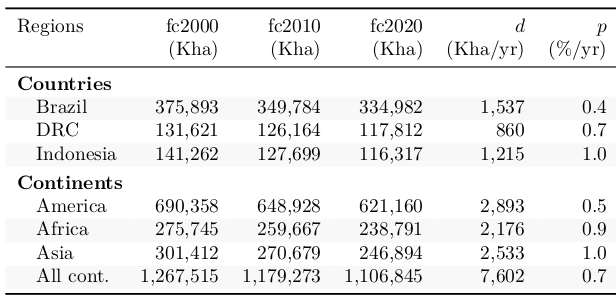 Regions fc2000 fc2010 fc2020 d p
(Kha) (Kha) (Kha) (Kha/yr) (%/yr)
Countries
Brazil 375,893 349,784 334,982 1,537 0.4
DRC 131,621 126,164 117,812 860 0.7
Indonesia 141,262 127,699 116,317 1,215 1.0
Continents
America 690,358 648,928 621,160 2,893 0.5
Africa 275,745 259,667 238,791 2,176 0.9
Asia 301,412 270,679 246,894 2,533 1.0
All cont. 1,267,515 1,179,273 1,106,845 7,602 0.7